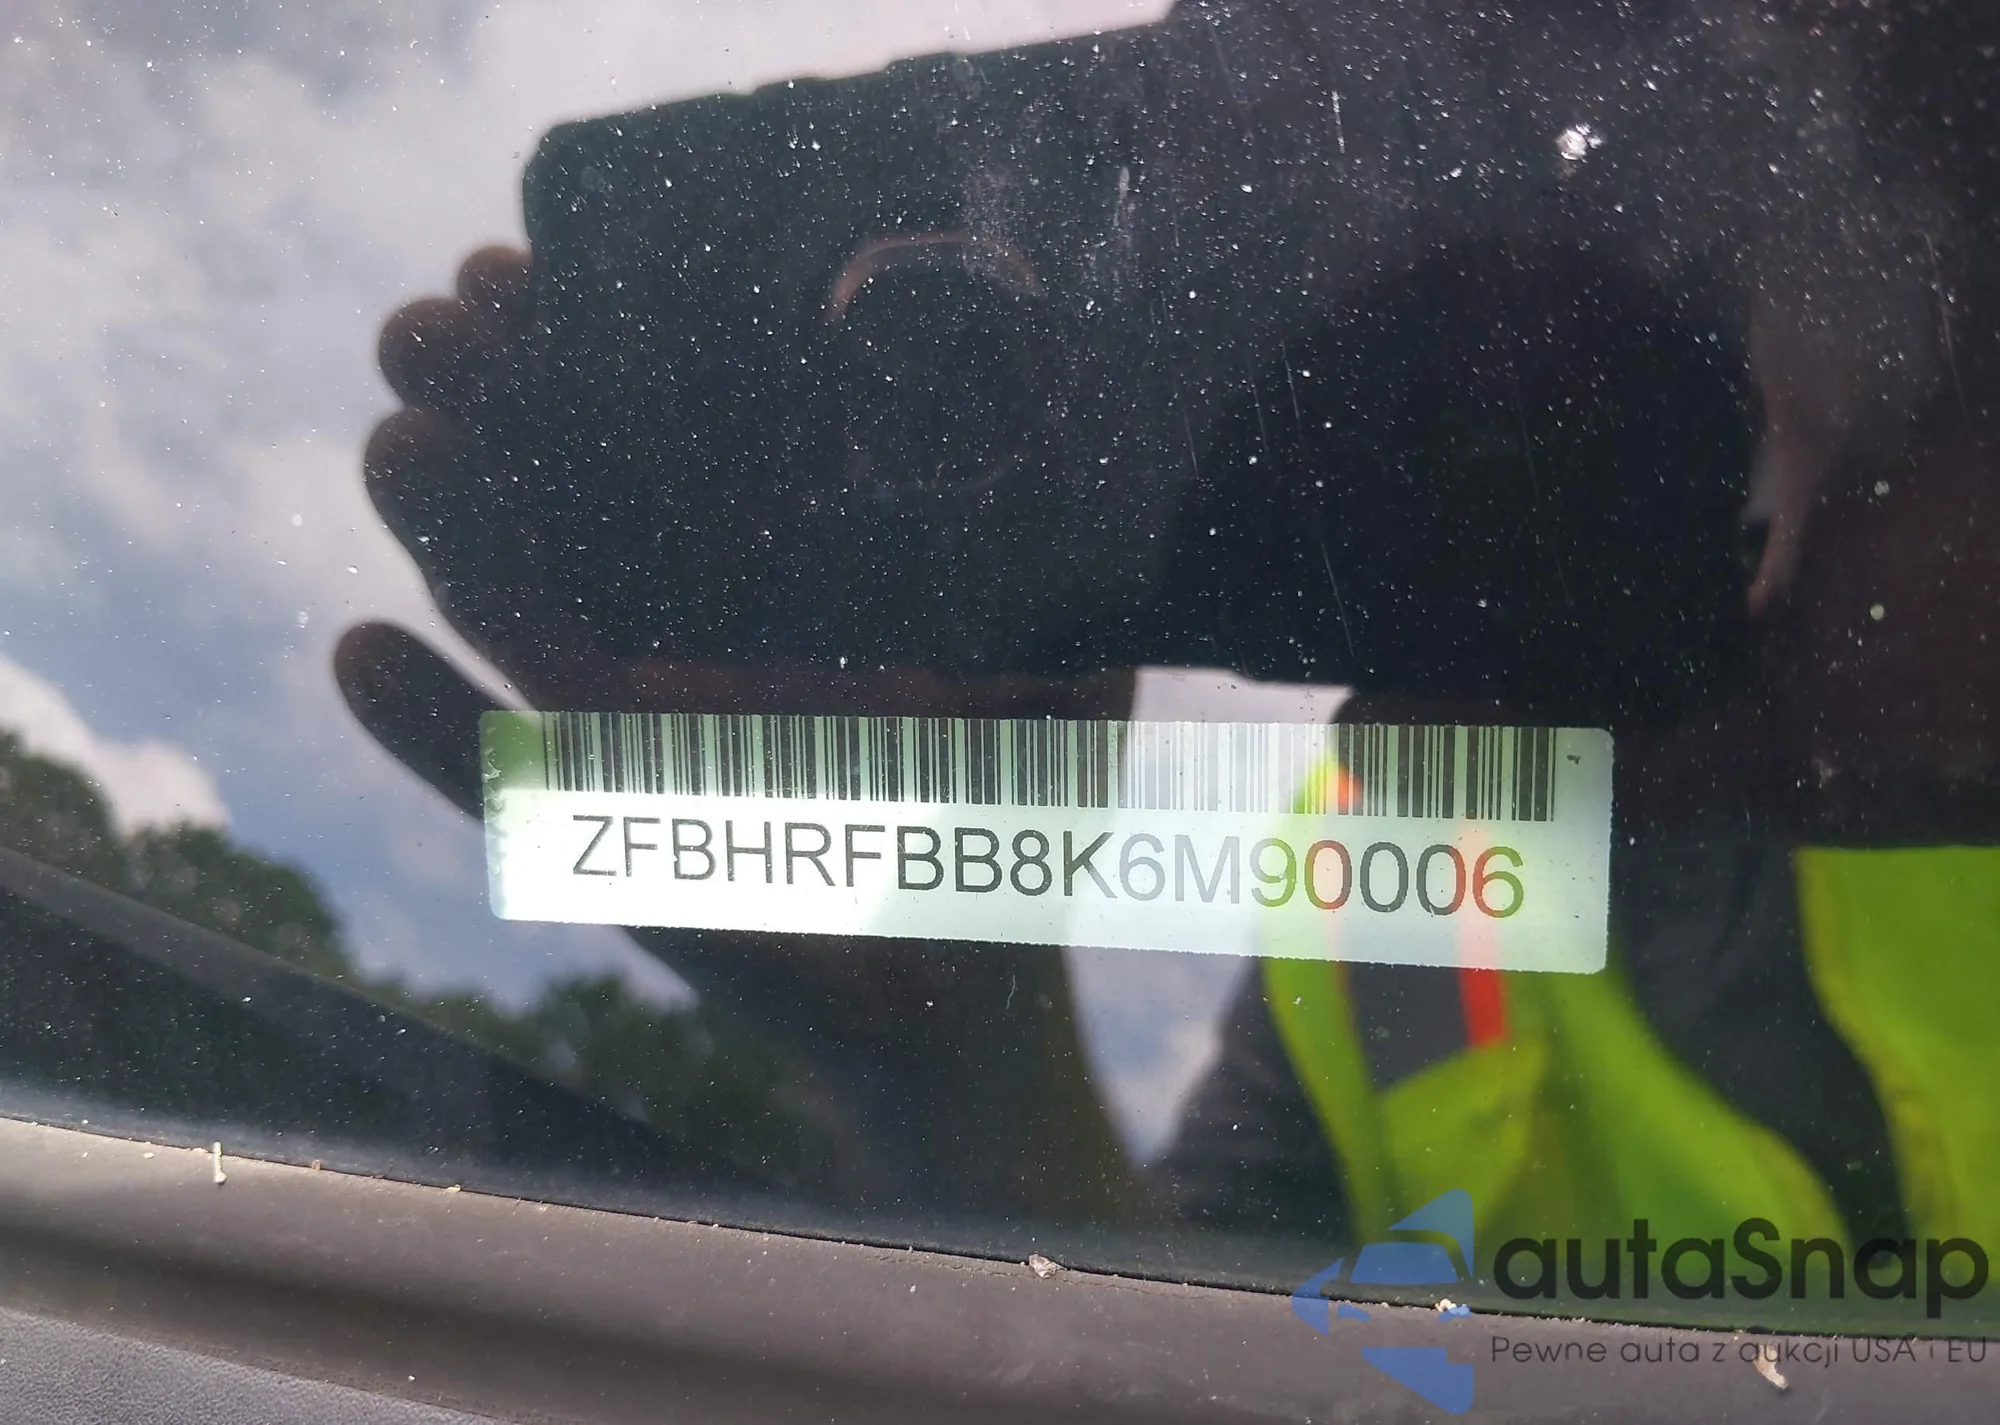 ZFBHRFBB8K6M90006
autaSnap
Pewne auta z aukcji USA i EU